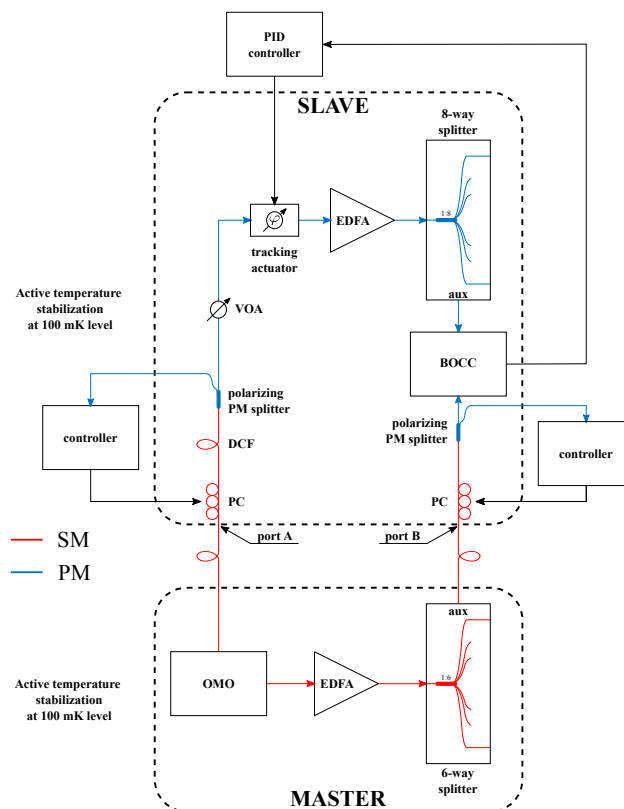 PID
controller
SLAVE
8-way
splitter
1:8
φ
EDFA
tracking
actuator
Active temperature
stabilization
at 100 mK level
VOA
aux
BOCC
polarizing
PM splitter
polarizing
PM splitter
controller
DCF
controller
PC
PC
port A
port B
SM
PM
aux
1:6
OMO
EDFA
Active temperature
stabilization
at 100 mK level
6-way
splitter
MASTER